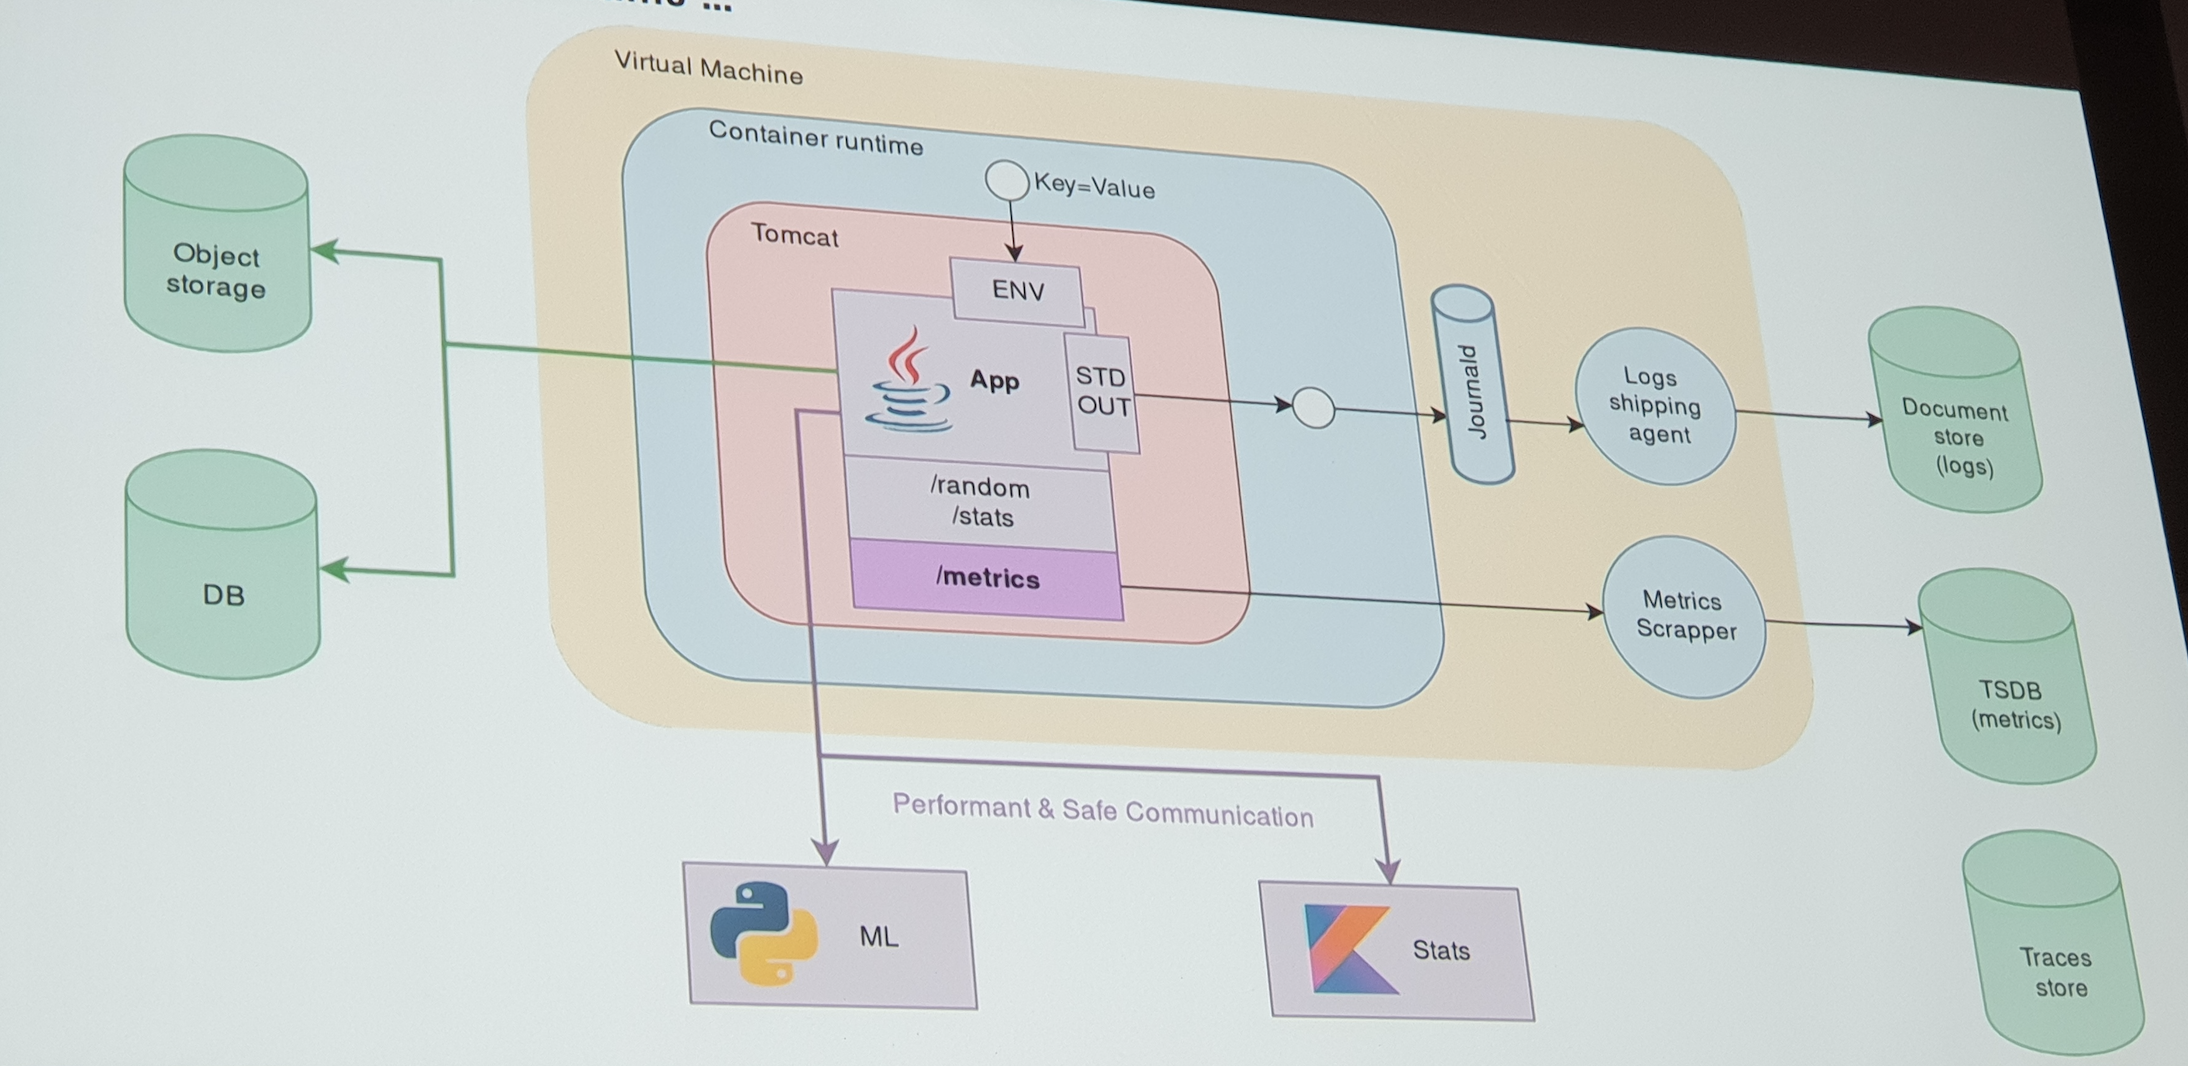 ...
Virtual Machine
Container runtime
Key=Value
Tomcat
ENV
App
STD
OUT
/random
/stats
/metrics
Object
storage
DB
Journald
Logs
shipping
agent
Document
store
(logs)
Metrics
Scrapper
TSDB
(metrics)
Traces
store
Performant & Safe Communication
ML
Stats